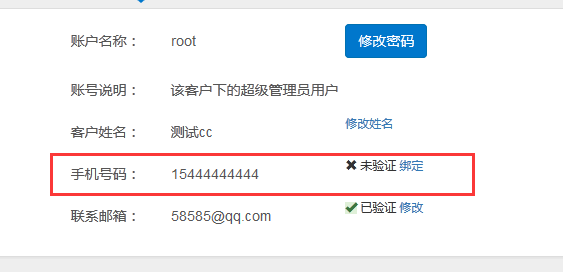 账户名称： root 修改密码
账号说明： 该客户下的超级管理员用户
客户姓名： 测试cc 修改姓名
手机号码： 15444444444 ✖ 未验证 绑定
联系邮箱： 58585@qq.com ✔ 已验证 修改